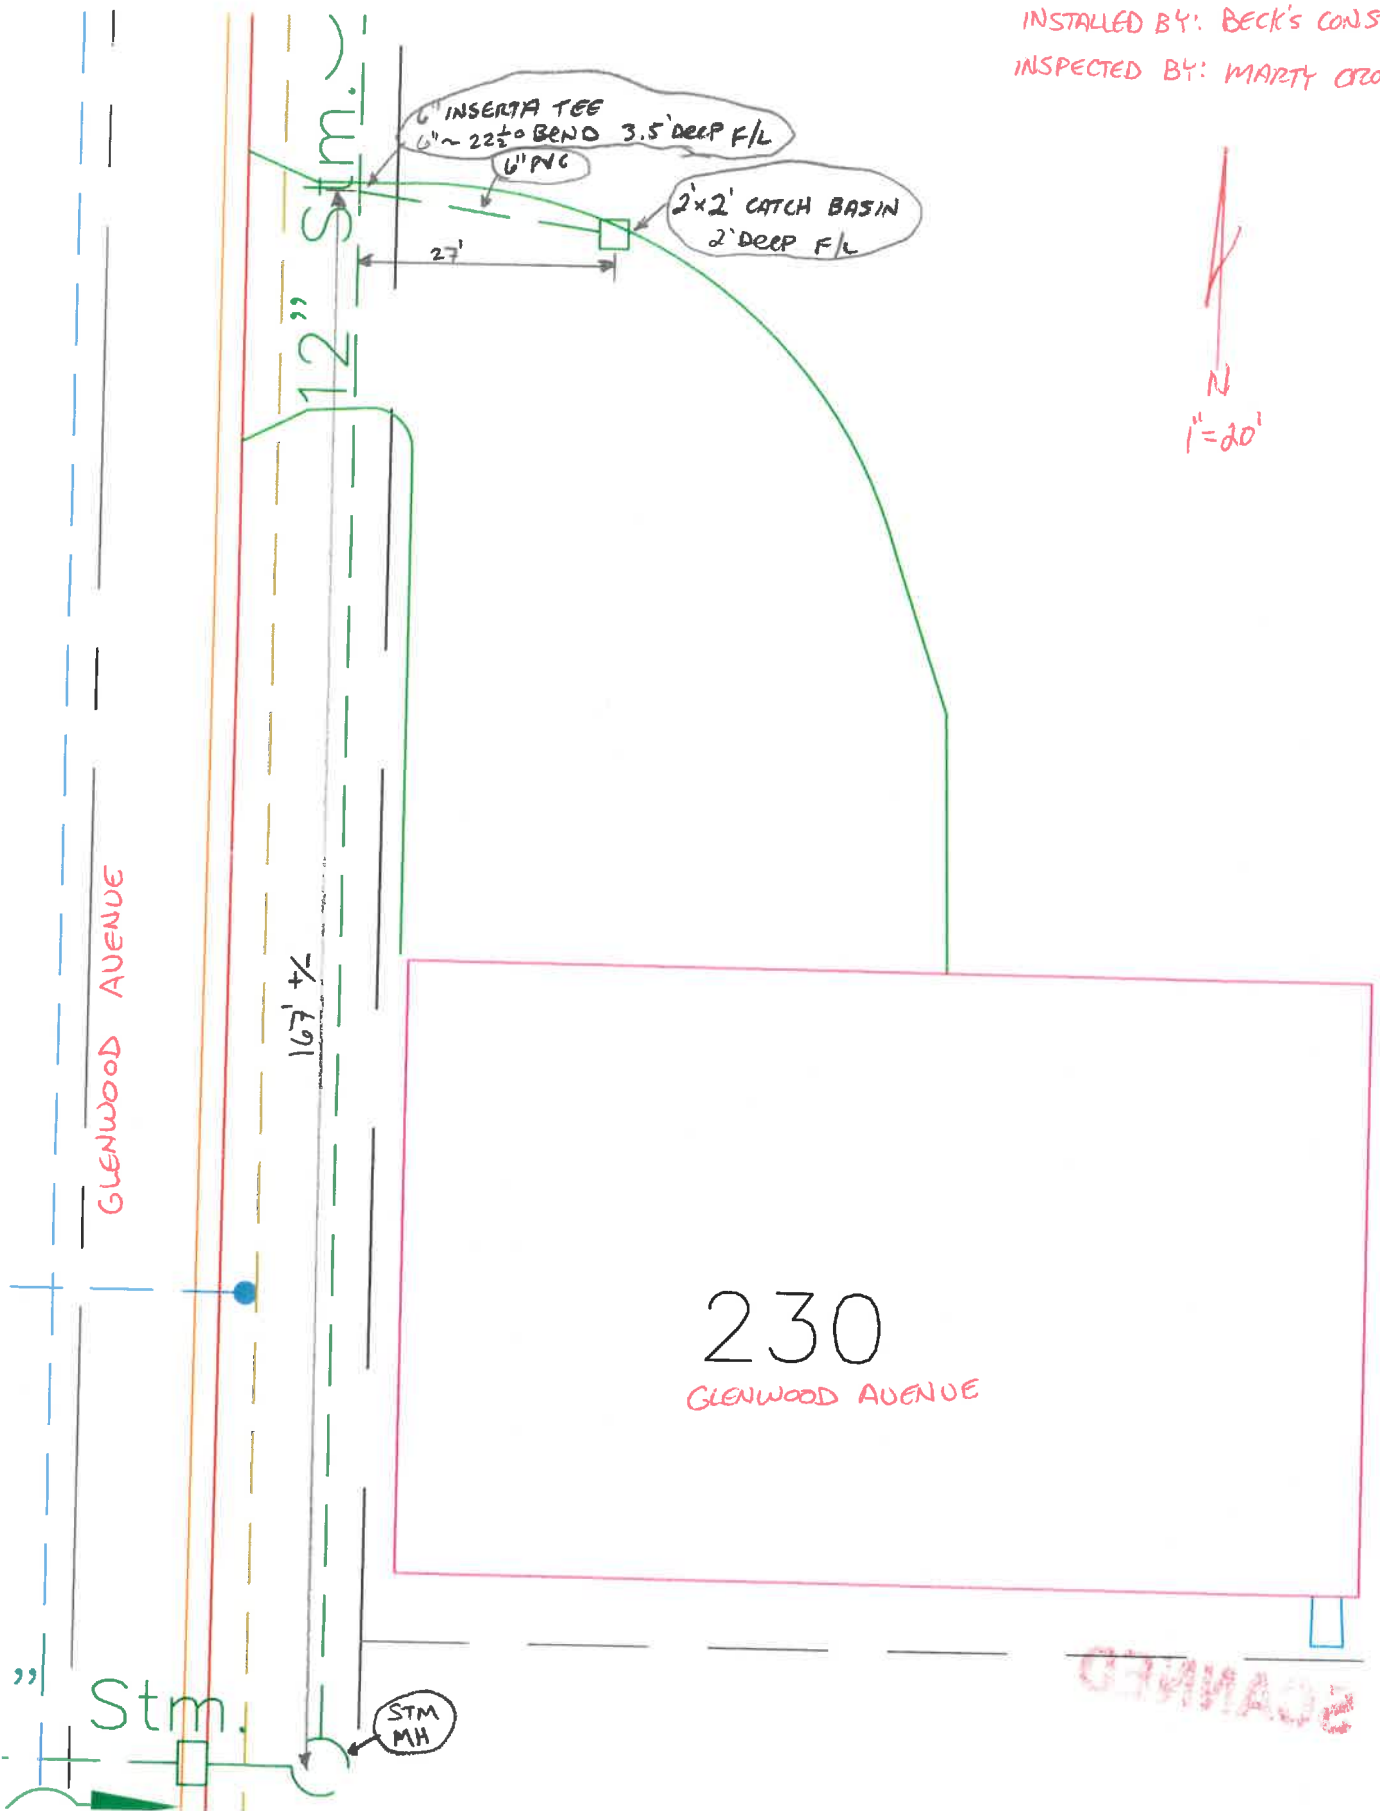 INSTALLED BY: BECK'S CONS
INSPECTED BY: MARTY CRO
6" INSERTA TEE
6" ~ 22½° BEND 3.5' DEEP F/L
6" PVC
2'x2' CATCH BASIN
2' DEEP F/L
27'
12" Stm.)
N
1"=20'
GLENWOOD AVENUE
167' +/-
230
GLENWOOD AVENUE
SCANNED
" Stm.
STM
MH